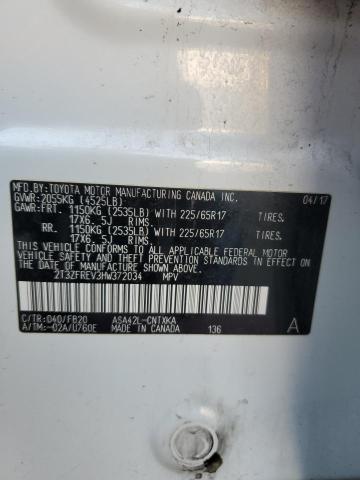 MFD.BY:TOYOTA MOTOR MANUFACTURING CANADA INC.
GVWR:2055KG (4525LB) 04/17
GAWR:FRT. 1150KG (2535LB) WITH 225/65R17 TIRES.
17X6. 5J RIMS.
RR. 1150KG (2535LB) WITH 225/65R17 TIRES.
17X6. 5J RIMS.
THIS VEHICLE CONFORMS TO ALL APPLICABLE FEDERAL MOTOR
VEHICLE SAFETY AND THEFT PREVENTION STANDARDS IN EFFECT
ON THE DATE OF MANUFACTURE SHOWN ABOVE.
2T3ZFREV3HW372034 MPV
C/TR:040/FB20 ASA42L-CNTXKA
A/TM:-02A/U760E MADE IN CANADA 136 A